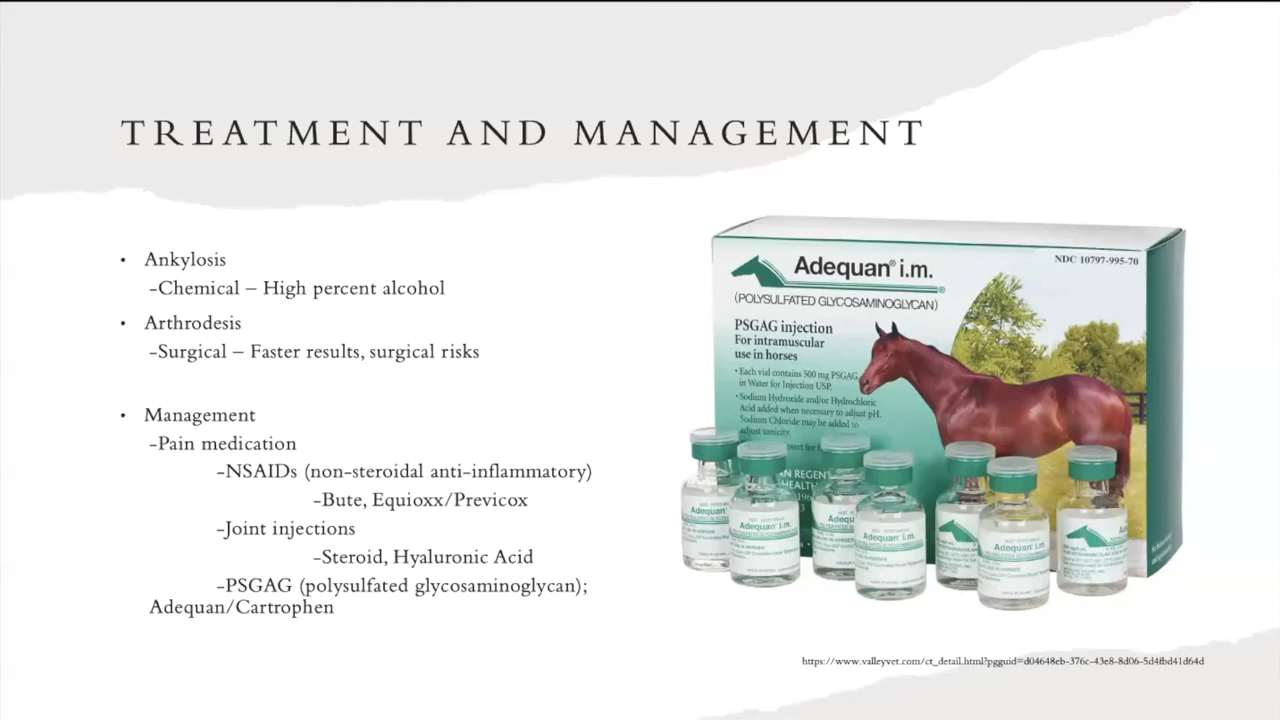 TREATMENT AND MANAGEMENT
• Ankylosis
-Chemical – High percent alcohol
• Arthrodesis
-Surgical – Faster results, surgical risks
• Management
-Pain medication
-NSAIDs (non-steroidal anti-inflammatory)
-Bute, Equioxx/Previcox
-Joint injections
-Steroid, Hyaluronic Acid
-PSGAG (polysulfated glycosaminoglycan);
Adequan/Cartrophen
NDC 10797-995-70
Adequan® i.m.
®
(POLYSULFATED GLYCOSAMINOGLYCAN)
PSGAG injection
For intramuscular
use in horses
• Each vial contains 500 mg PSGAG
in Water for Injection USP.
• Sodium Hydroxide and/or Hydrochloric
Acid added when necessary to adjust pH.
Sodium Chloride may be added to
adjust tonicity.
Adequan
Adequan® i.m.
Adequan® i.m.
Adequan® i.m.
https://www.valleyvet.com/ct_detail.html?pgguid=d04648eb-376c-43e8-8d06-5d4fbd41d64d